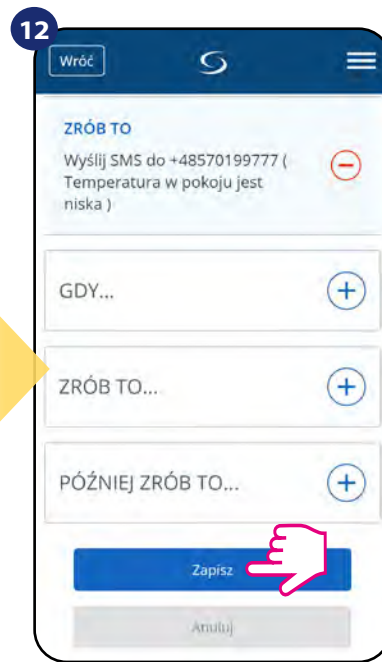 12
Wróć
ZRÓB TO
Wyślij SMS do +48570199777 (
Temperatura w pokoju jest
niska )
GDY...
ZRÓB TO...
PÓŹNIEJ ZRÓB TO...
Zapisz
Anuluj